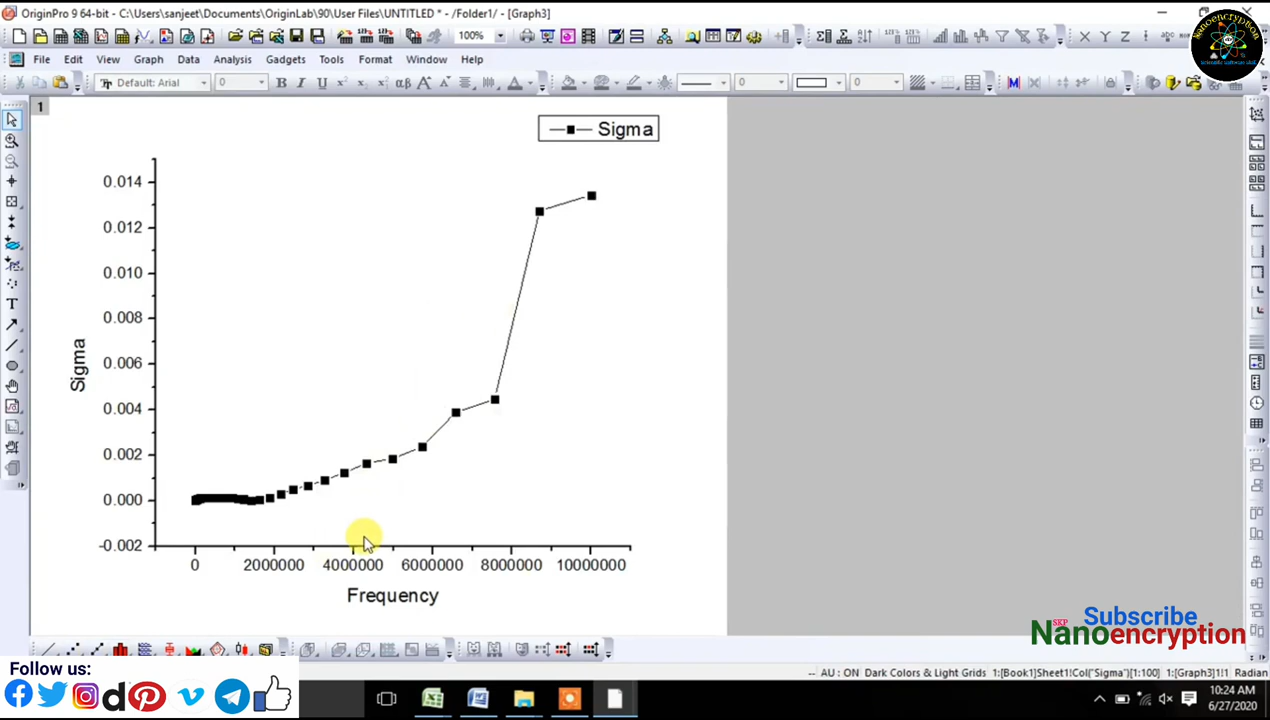 OriginPro 9 64-bit - C:\Users\sanjeet\Documents\OriginLab\90\User Files\UNTITLED * - /Folder1/ - [Graph3]
100%
File Edit View Graph Data Analysis Gadgets Tools Format Window Help
Default: Arial 0 B I U 0 0
Nanoencryption
1
Sigma
0.014
0.012
0.010
0.008
0.006
0.004
0.002
0.000
-0.002
Sigma
0 2000000 4000000 6000000 8000000 10000000
Frequency
Subscribe
SKP
Nanoencryption
Follow us:
AU : ON Dark Colors & Light Grids 1:[Book1]Sheet1!Col("Sigma")[1:100] 1:[Graph3]1!1 Radian
10:24 AM
6/27/2020